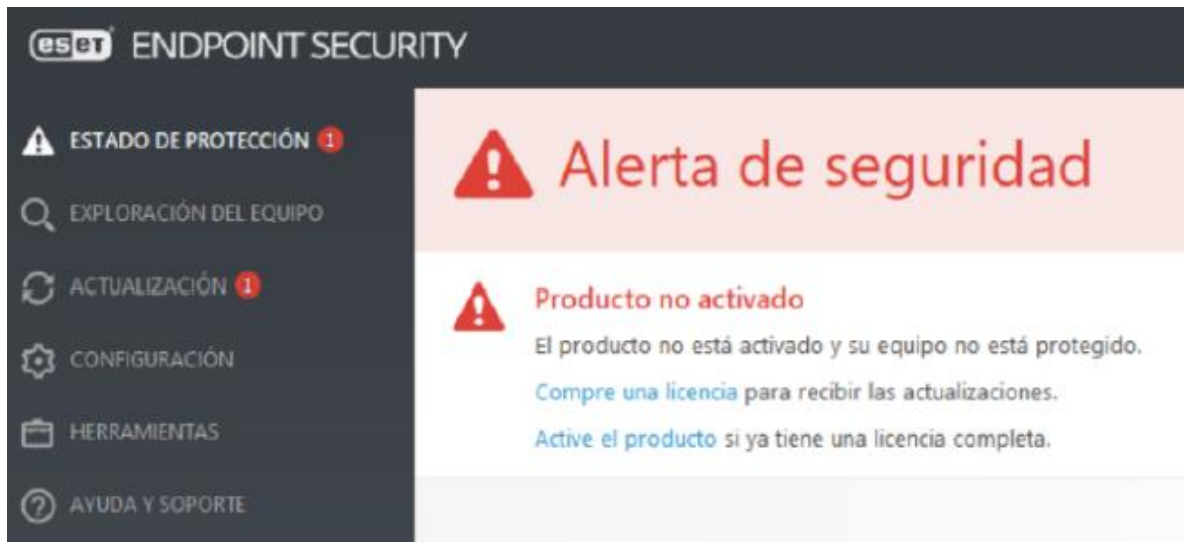 eset ENDPOINT SECURITY
ESTADO DE PROTECCIÓN 1
EXPLORACIÓN DEL EQUIPO
ACTUALIZACIÓN 1
CONFIGURACIÓN
HERRAMIENTAS
AYUDA Y SOPORTE
Alerta de seguridad
Producto no activado
El producto no está activado y su equipo no está protegido.
Compre una licencia para recibir las actualizaciones.
Active el producto si ya tiene una licencia completa.